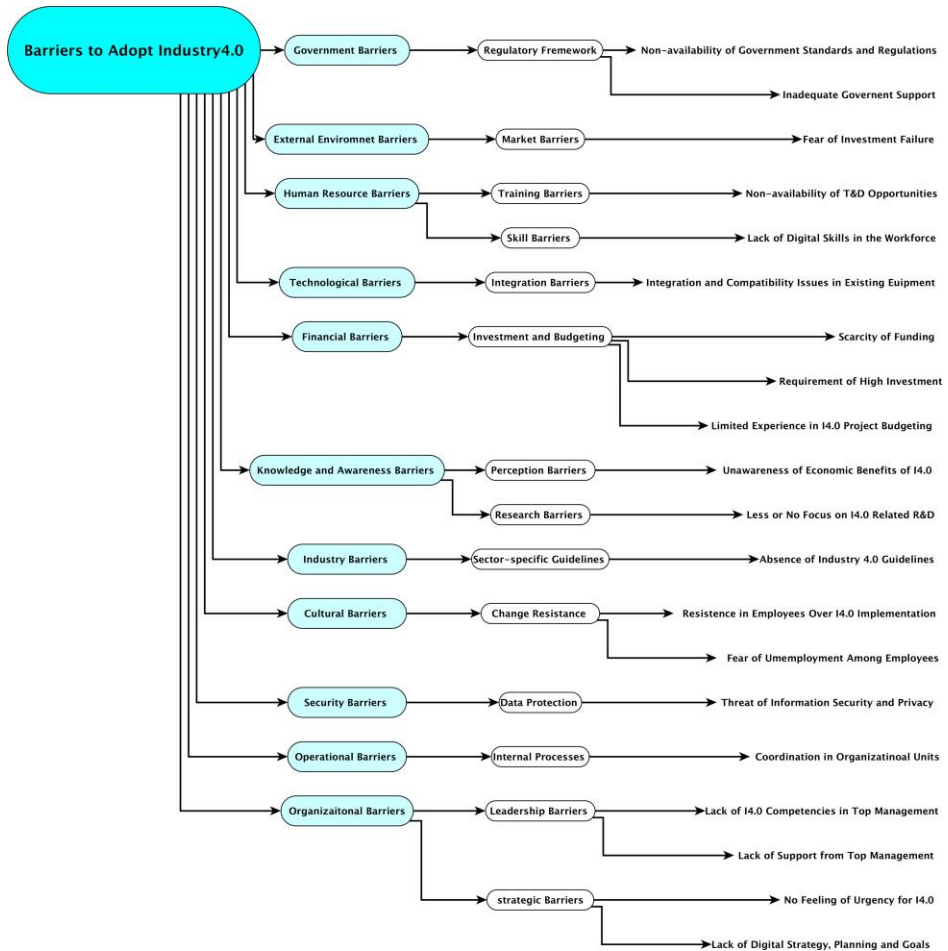 Barriers to Adopt Industry4.0
Government Barriers
Regulatory Fremework
Non-availability of Government Standards and Regulations
Inadequate Governent Support
External Enviromnet Barriers
Market Barriers
Fear of Investment Failure
Human Resource Barriers
Training Barriers
Non-availability of T&D Opportunities
Skill Barriers
Lack of Digital Skills in the Workforce
Technological Barriers
Integration Barriers
Integration and Compatibility Issues in Existing Euipment
Financial Barriers
Investment and Budgeting
Scarcity of Funding
Requirement of High Investment
Limited Experience in I4.0 Project Budgeting
Knowledge and Awareness Barriers
Perception Barriers
Unawareness of Economic Benefits of I4.0
Research Barriers
Less or No Focus on I4.0 Related R&D
Industry Barriers
Sector-specific Guidelines
Absence of Industry 4.0 Guidelines
Cultural Barriers
Change Resistance
Resistence in Employees Over I4.0 Implementation
Fear of Umemployment Among Employees
Security Barriers
Data Protection
Threat of Information Security and Privacy
Operational Barriers
Internal Processes
Coordination in Organizatinoal Units
Organizaitonal Barriers
Leadership Barriers
Lack of I4.0 Competencies in Top Management
Lack of Support from Top Management
strategic Barriers
No Feeling of Urgency for I4.0
Lack of Digital Strategy, Planning and Goals